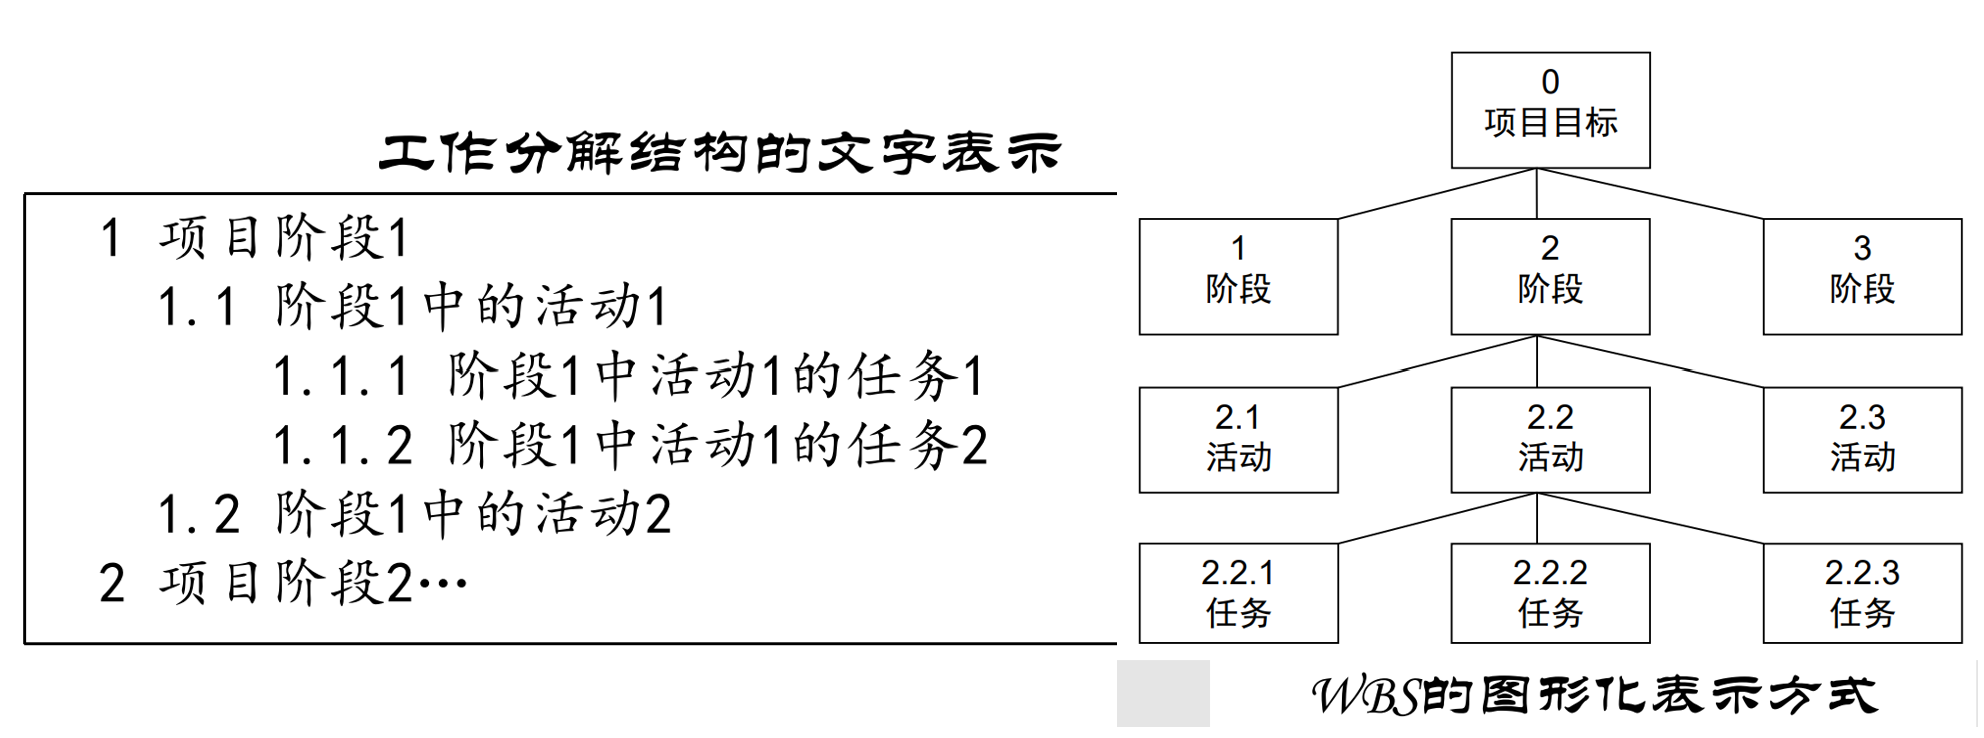 工作分解结构的文字表示
1 项目阶段1
1.1 阶段1中的活动1
1.1.1 阶段1中活动1的任务1
1.1.2 阶段1中活动1的任务2
1.2 阶段1中的活动2
2 项目阶段2…
0
项目目标
1
阶段
2
阶段
3
阶段
2.1
活动
2.2
活动
2.3
活动
2.2.1
任务
2.2.2
任务
2.2.3
任务
WBS的图形化表示方式